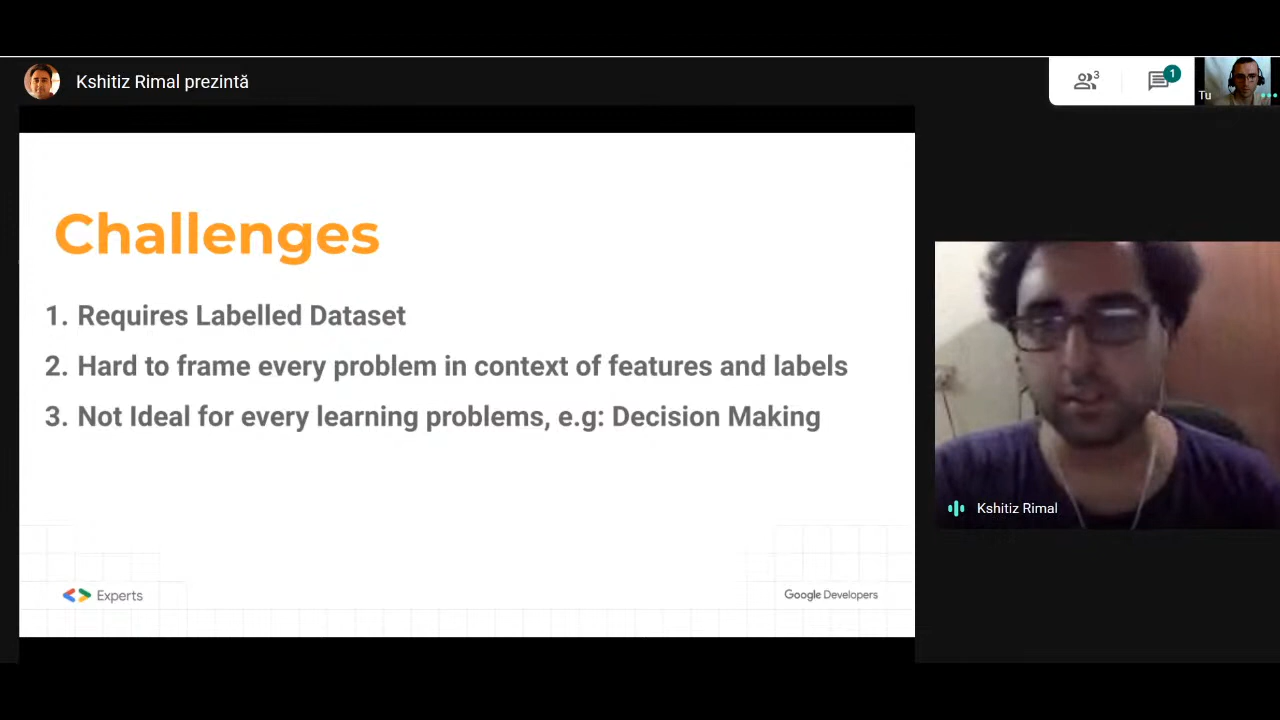 Kshitiz Rimal prezintă
3
1
Tu
Challenges
1. Requires Labelled Dataset
2. Hard to frame every problem in context of features and labels
3. Not Ideal for every learning problems, e.g: Decision Making
Kshitiz Rimal
Experts
Google Developers